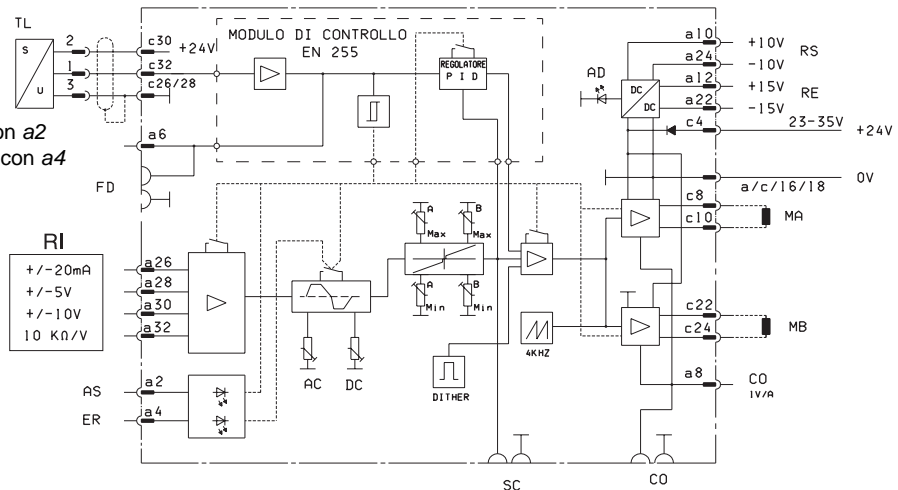 TL
S
U
2
1
3
c30
c32
c26/28
+24V
MODULO DI CONTROLLO
EN 255
REGOLATORE
P I D
on a2
con a4
a6
FD
AD
DC
DC
a10
+10V
RS
a24
-10V
a12
+15V
RE
a22
-15V
c4
23-35V
+24V
0V
a/c/16/18
c8
MA
c10
RI
+/-20mA
+/-5V
+/-10V
10 KΩ/V
a26
a28
a30
a32
A
Max
B
Max
A
Min
B
Min
AC
DC
4KHZ
DITHER
c22
MB
c24
a8
CO
1V/A
AS
a2
ER
a4
SC
CO